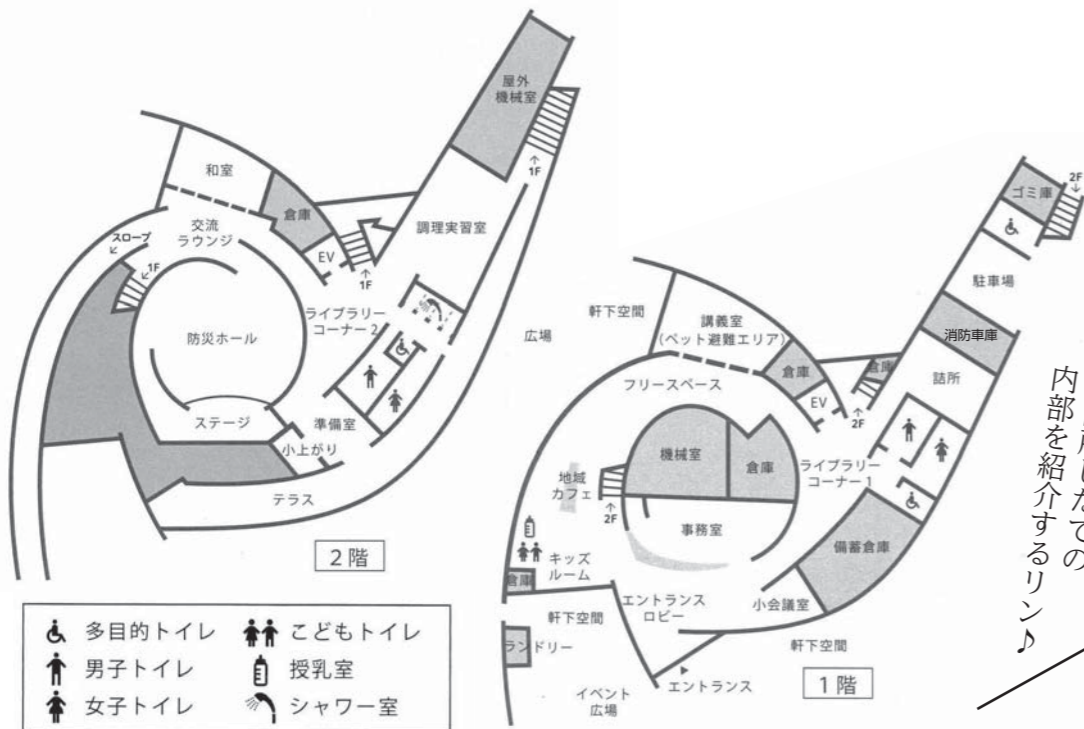 屋外
機械室
↑
1F
和室
倉庫
調理実習室
交流
ラウンジ
スロープ
↙
↙1F
EV
↑
1F
ライブラリー
コーナー2
防災ホール
ステージ
準備室
小上がり
テラス
2階
多目的トイレ
こどもトイレ
男子トイレ
授乳室
女子トイレ
シャワー室
広場
2F
↓
ゴミ庫
駐車場
消防車庫
軒下空間
講義室
(ペット避難エリア)
倉庫
倉庫
詰所
フリースペース
EV
↑
2F
機械室
倉庫
ライブラリー
コーナー1
地域
カフェ
↑
2F
事務室
備蓄倉庫
キッズ
ルーム
倉庫
エントランス
ロビー
小会議室
軒下空間
軒下空間
ランドリー
エントランス
イベント
広場
1階
たての
内部を紹介するリン♪